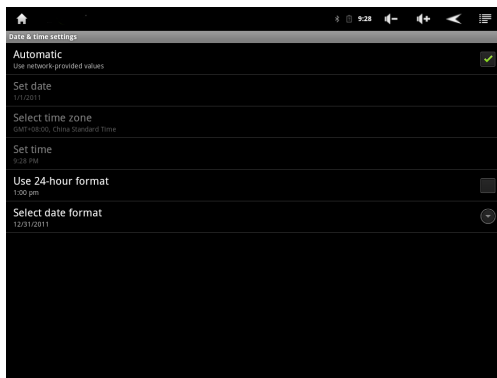 9:28
Date & time settings
Automatic
Use network-provided values
Set date
1/1/2011
Select time zone
GMT+08:00, China Standard Time
Set time
9:28 PM
Use 24-hour format
1:00 pm
Select date format
12/31/2011